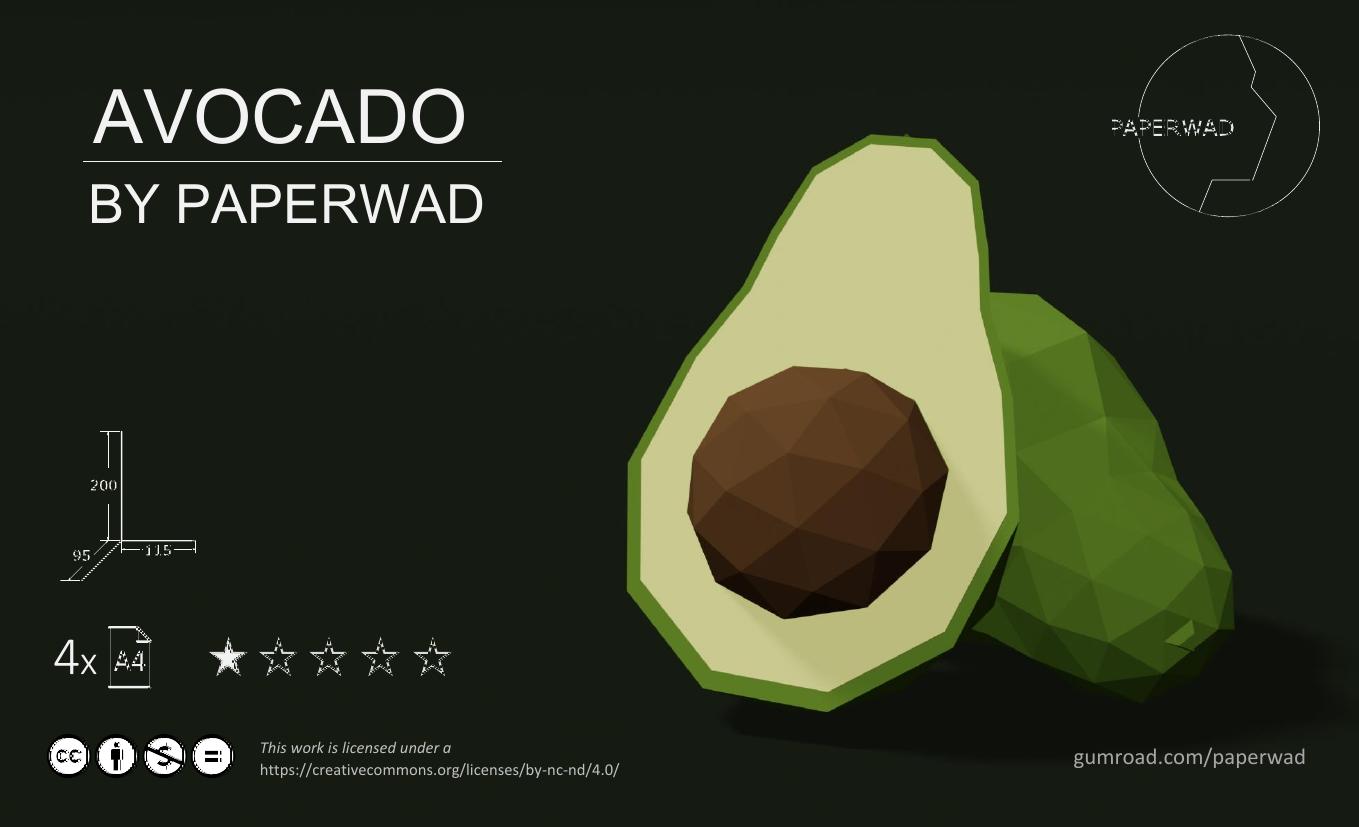 AVOCADO
BY PAPERWAD
PAPERWAD
200
95
115
4x A4
cc $ =
This work is licensed under a
https://creativecommons.org/licenses/by-nc-nd/4.0/
gumroad.com/paperwad